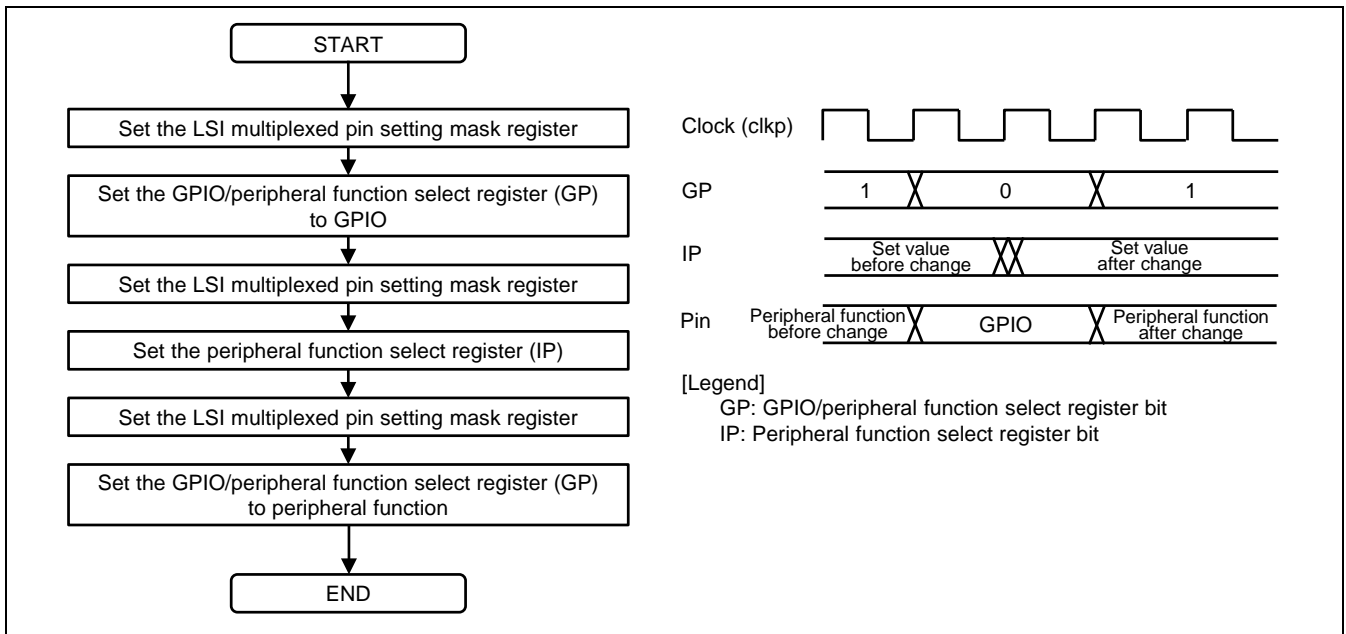 START
Set the LSI multiplexed pin setting mask register
Set the GPIO/peripheral function select register (GP)
to GPIO
Set the LSI multiplexed pin setting mask register
Set the peripheral function select register (IP)
Set the LSI multiplexed pin setting mask register
Set the GPIO/peripheral function select register (GP)
to peripheral function
END
Clock (clkp)
GP 1 0 1
IP
Set value
before change
Set value
after change
Pin
Peripheral function
before change
GPIO
Peripheral function
after change
[Legend]
GP: GPIO/peripheral function select register bit
IP: Peripheral function select register bit